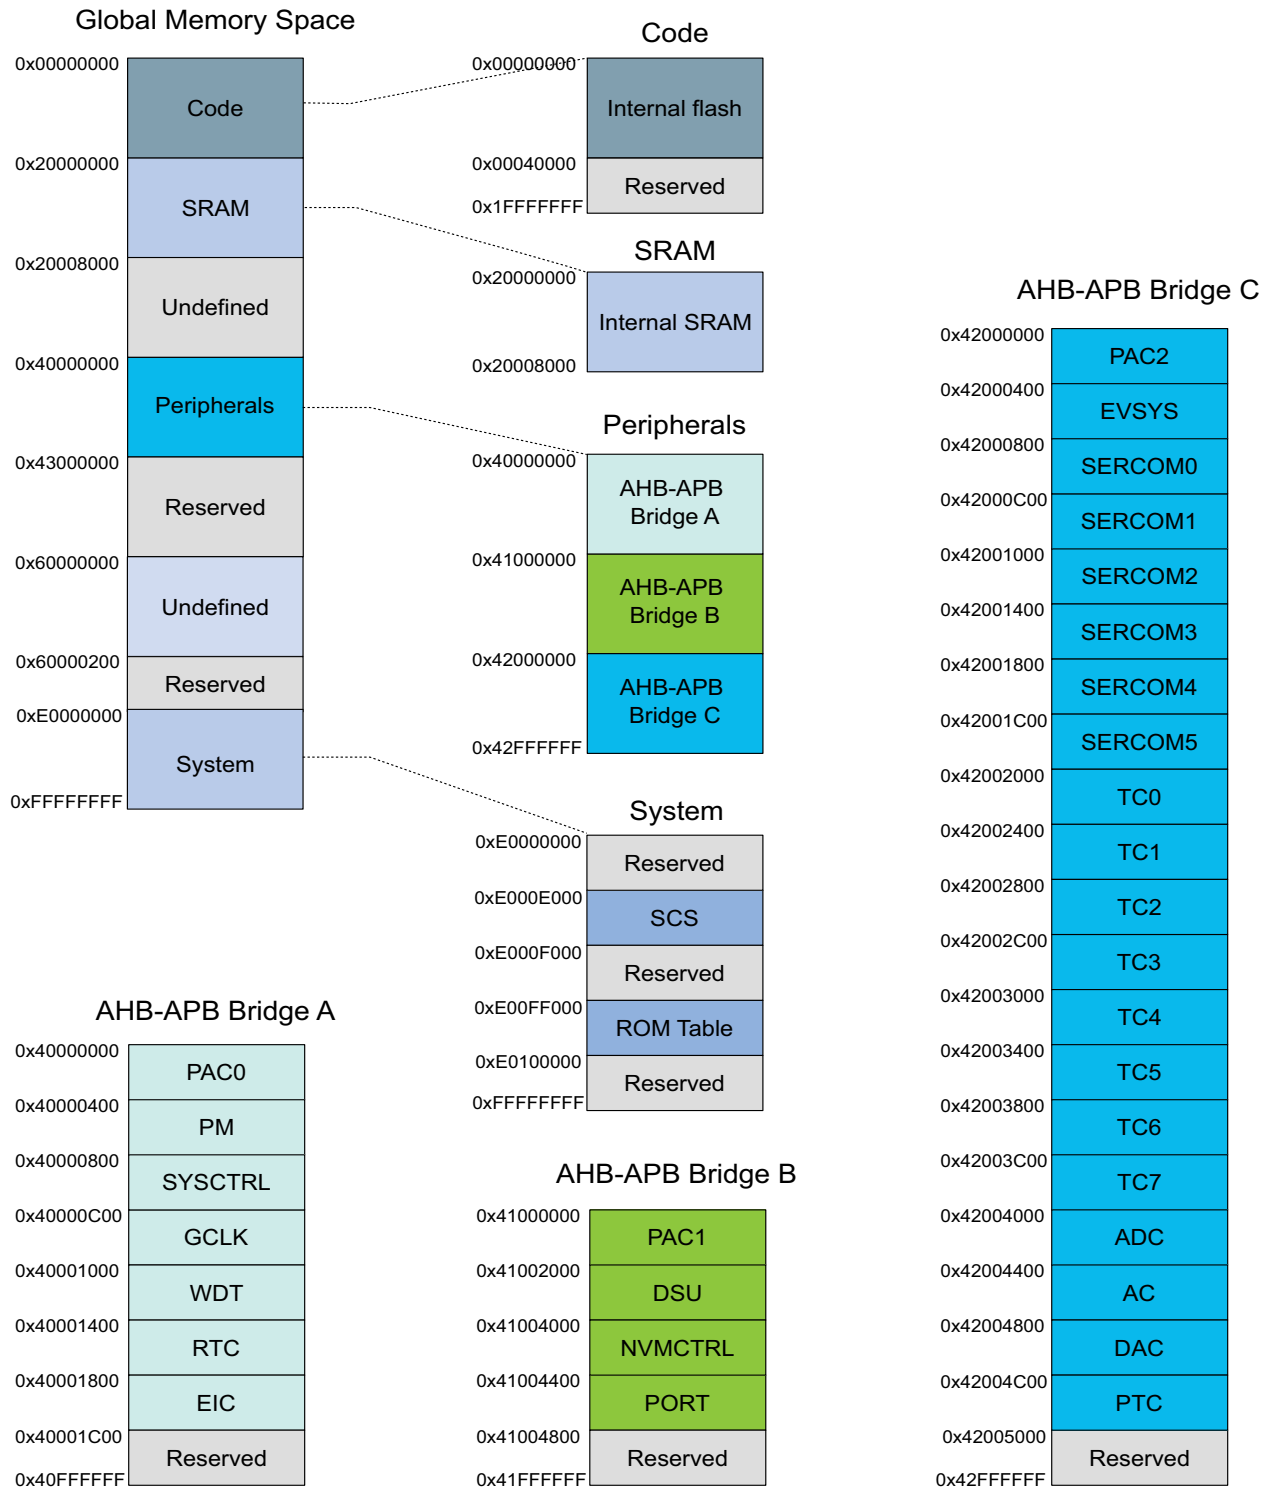 Global Memory Space
0x00000000
Code
0x20000000
SRAM
0x20008000
Undefined
0x40000000
Peripherals
0x43000000
Reserved
0x60000000
Undefined
0x60000200
Reserved
0xE0000000
System
0xFFFFFFFF
Code
0x00000000
Internal flash
0x00040000
Reserved
0x1FFFFFFF
SRAM
0x20000000
Internal SRAM
0x20008000
Peripherals
0x40000000
AHB-APB
Bridge A
0x41000000
AHB-APB
Bridge B
0x42000000
AHB-APB
Bridge C
0x42FFFFFF
System
0xE0000000
Reserved
0xE000E000
SCS
0xE000F000
Reserved
0xE00FF000
ROM Table
0xE0100000
Reserved
0xFFFFFFFF
AHB-APB Bridge A
0x40000000
PAC0
0x40000400
PM
0x40000800
SYSCTRL
0x40000C00
GCLK
0x40001000
WDT
0x40001400
RTC
0x40001800
EIC
0x40001C00
Reserved
0x40FFFFFF
AHB-APB Bridge B
0x41000000
PAC1
0x41002000
DSU
0x41004000
NVMCTRL
0x41004400
PORT
0x41004800
Reserved
0x41FFFFFF
AHB-APB Bridge C
0x42000000
PAC2
0x42000400
EVSYS
0x42000800
SERCOM0
0x42000C00
SERCOM1
0x42001000
SERCOM2
0x42001400
SERCOM3
0x42001800
SERCOM4
0x42001C00
SERCOM5
0x42002000
TC0
0x42002400
TC1
0x42002800
TC2
0x42002C00
TC3
0x42003000
TC4
0x42003400
TC5
0x42003800
TC6
0x42003C00
TC7
0x42004000
ADC
0x42004400
AC
0x42004800
DAC
0x42004C00
PTC
0x42005000
Reserved
0x42FFFFFF